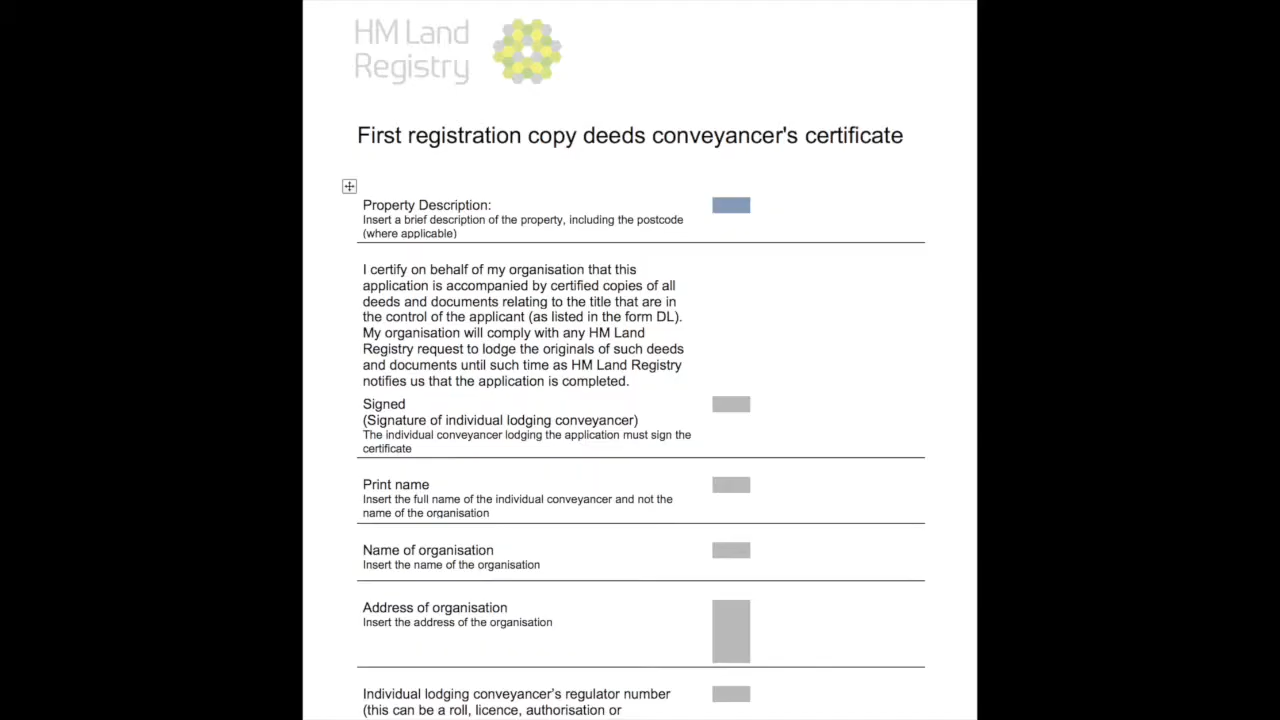 HM Land
Registry
First registration copy deeds conveyancer's certificate
Property Description:
Insert a brief description of the property, including the postcode
(where applicable)
I certify on behalf of my organisation that this
application is accompanied by certified copies of all
deeds and documents relating to the title that are in
the control of the applicant (as listed in the form DL).
My organisation will comply with any HM Land
Registry request to lodge the originals of such deeds
and documents until such time as HM Land Registry
notifies us that the application is completed.
Signed
(Signature of individual lodging conveyancer)
The individual conveyancer lodging the application must sign the
certificate
Print name
Insert the full name of the individual conveyancer and not the
name of the organisation
Name of organisation
Insert the name of the organisation
Address of organisation
Insert the address of the organisation
Individual lodging conveyancer’s regulator number
(this can be a roll, licence, authorisation or